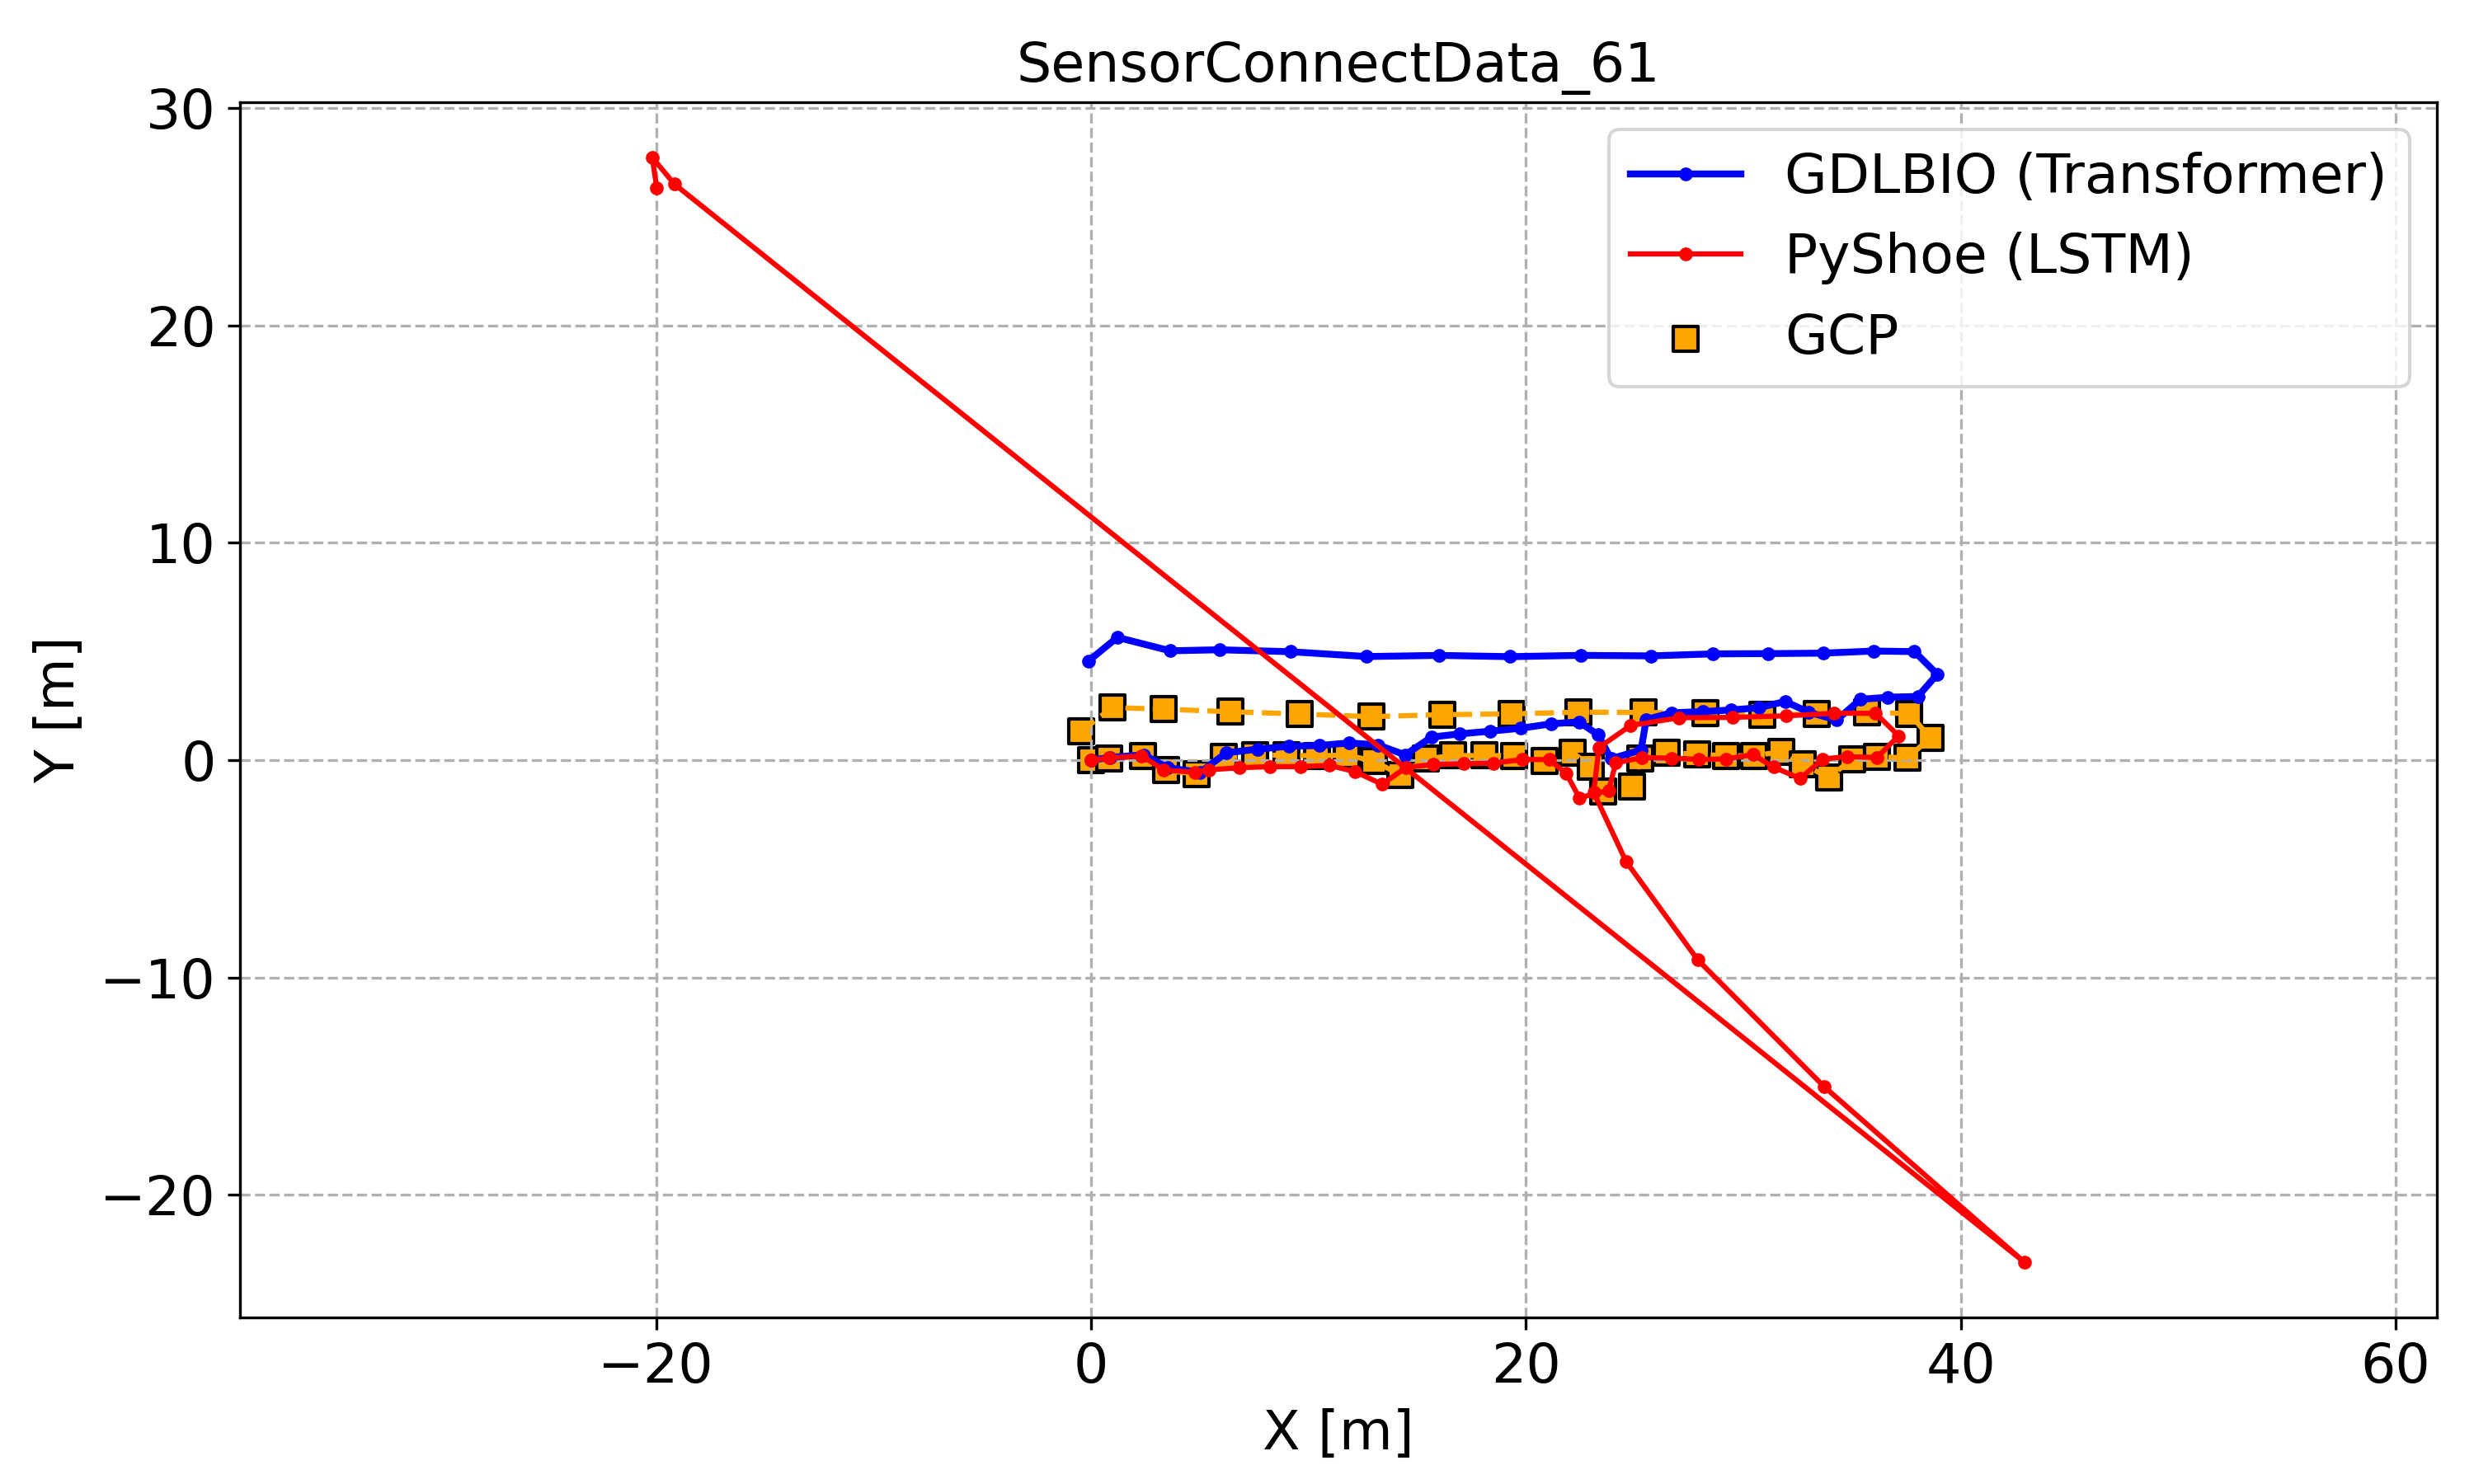 SensorConnectData_61
30
20
10
0
−10
−20
Y [m]
GDLBIO (Transformer)
PyShoe (LSTM)
GCP
−20
0
20
40
60
X [m]